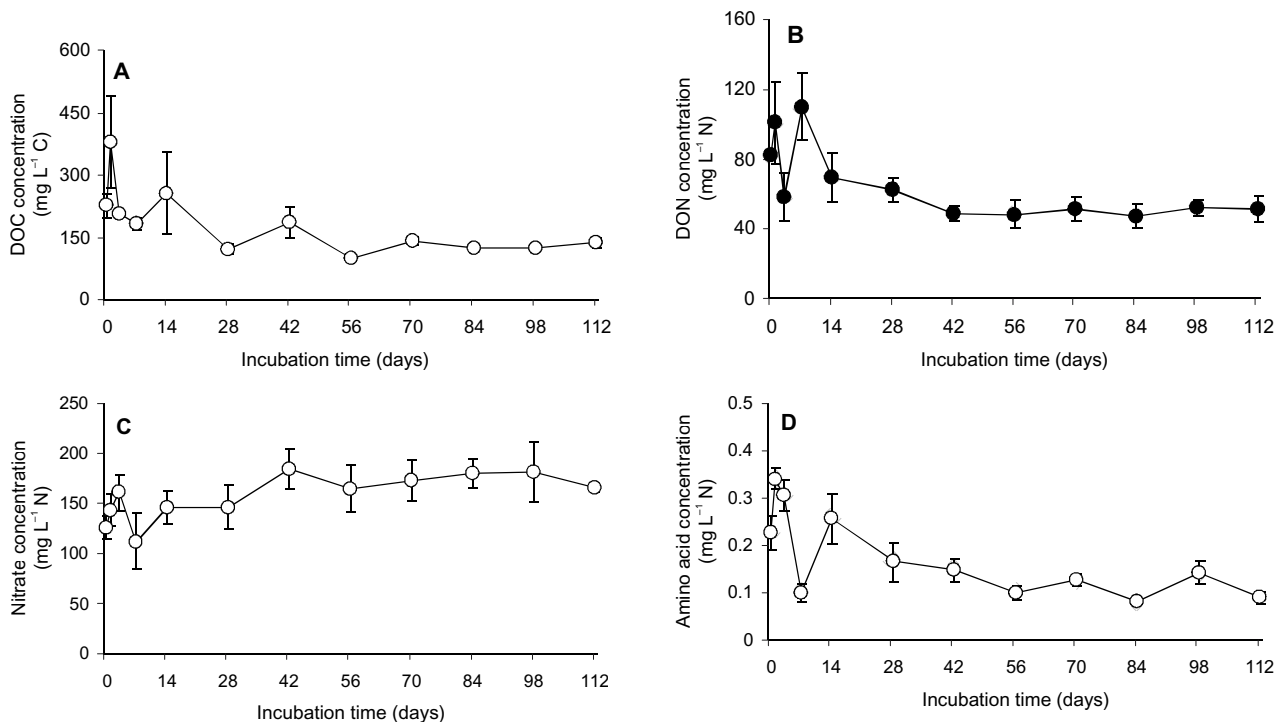 A
DOC concentration
(mg L⁻¹ C)
600
450
300
150
0
0 14 28 42 56 70 84 98 112
Incubation time (days)
B
DON concentration
(mg L⁻¹ N)
160
120
80
40
0
0 14 28 42 56 70 84 98 112
Incubation time (days)
C
Nitrate concentration
(mg L⁻¹ N)
250
200
150
100
50
0
0 14 28 42 56 70 84 98 112
Incubation time (days)
D
Amino acid concentration
(mg L⁻¹ N)
0.5
0.4
0.3
0.2
0.1
0
0 14 28 42 56 70 84 98 112
Incubation time (days)